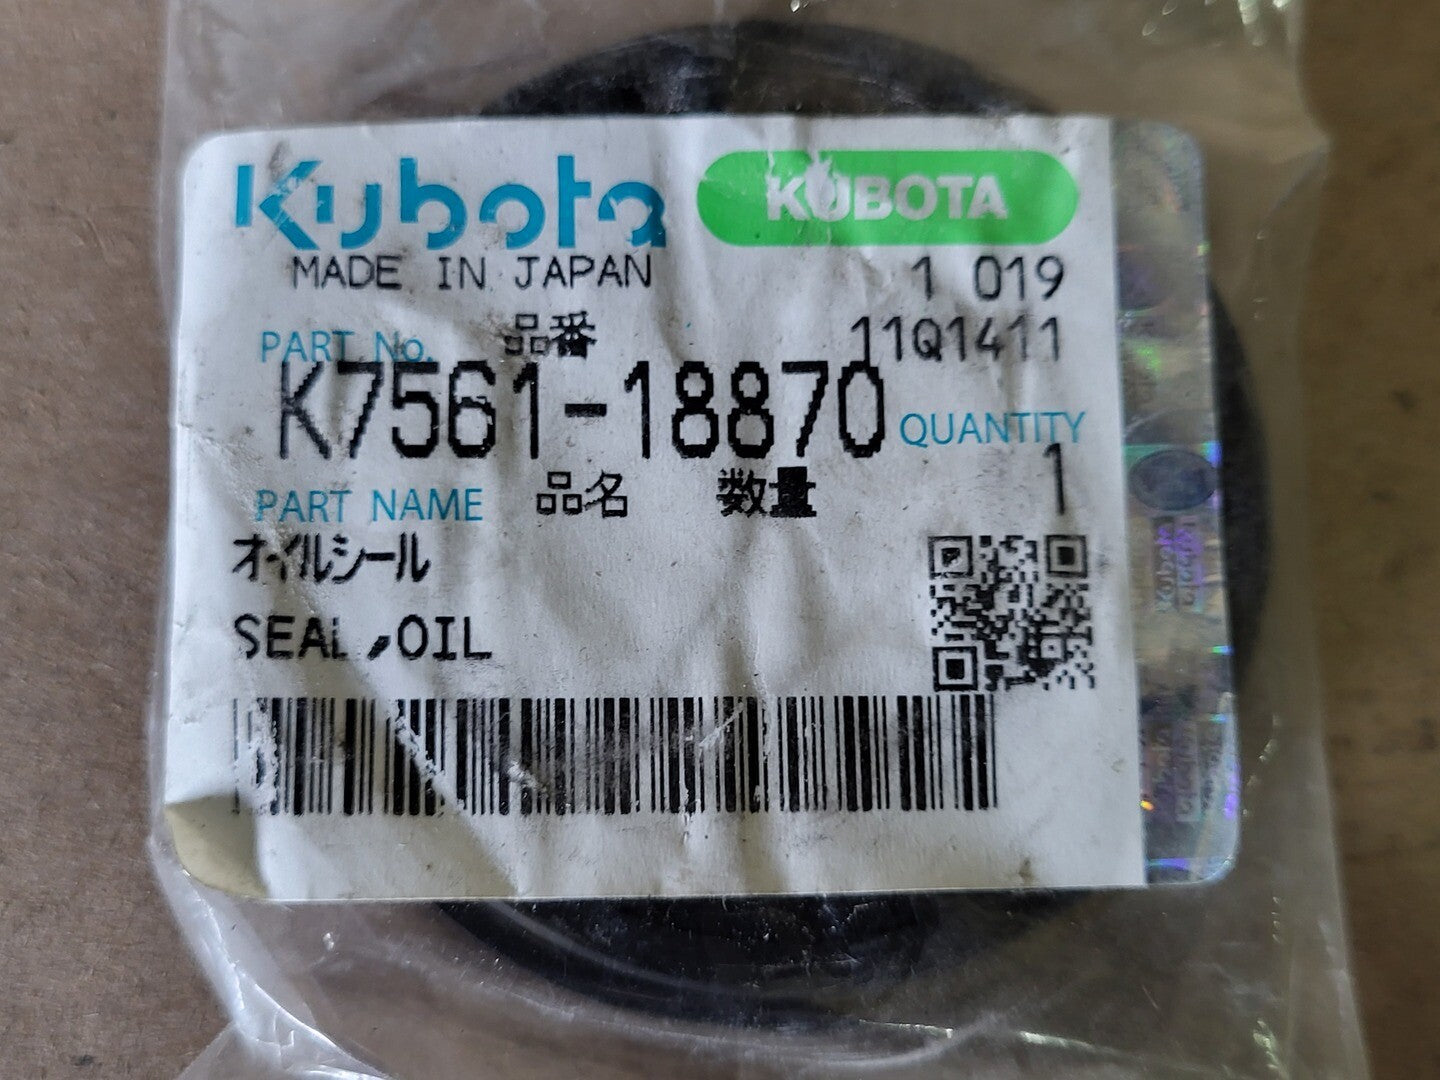 Kubota KUBOTA
MADE IN JAPAN 1 019
PART No. 品番 11Q1411
K7561-18870 QUANTITY
PART NAME 品名 数量 1
オイルシール
SEAL,OIL
Kubota